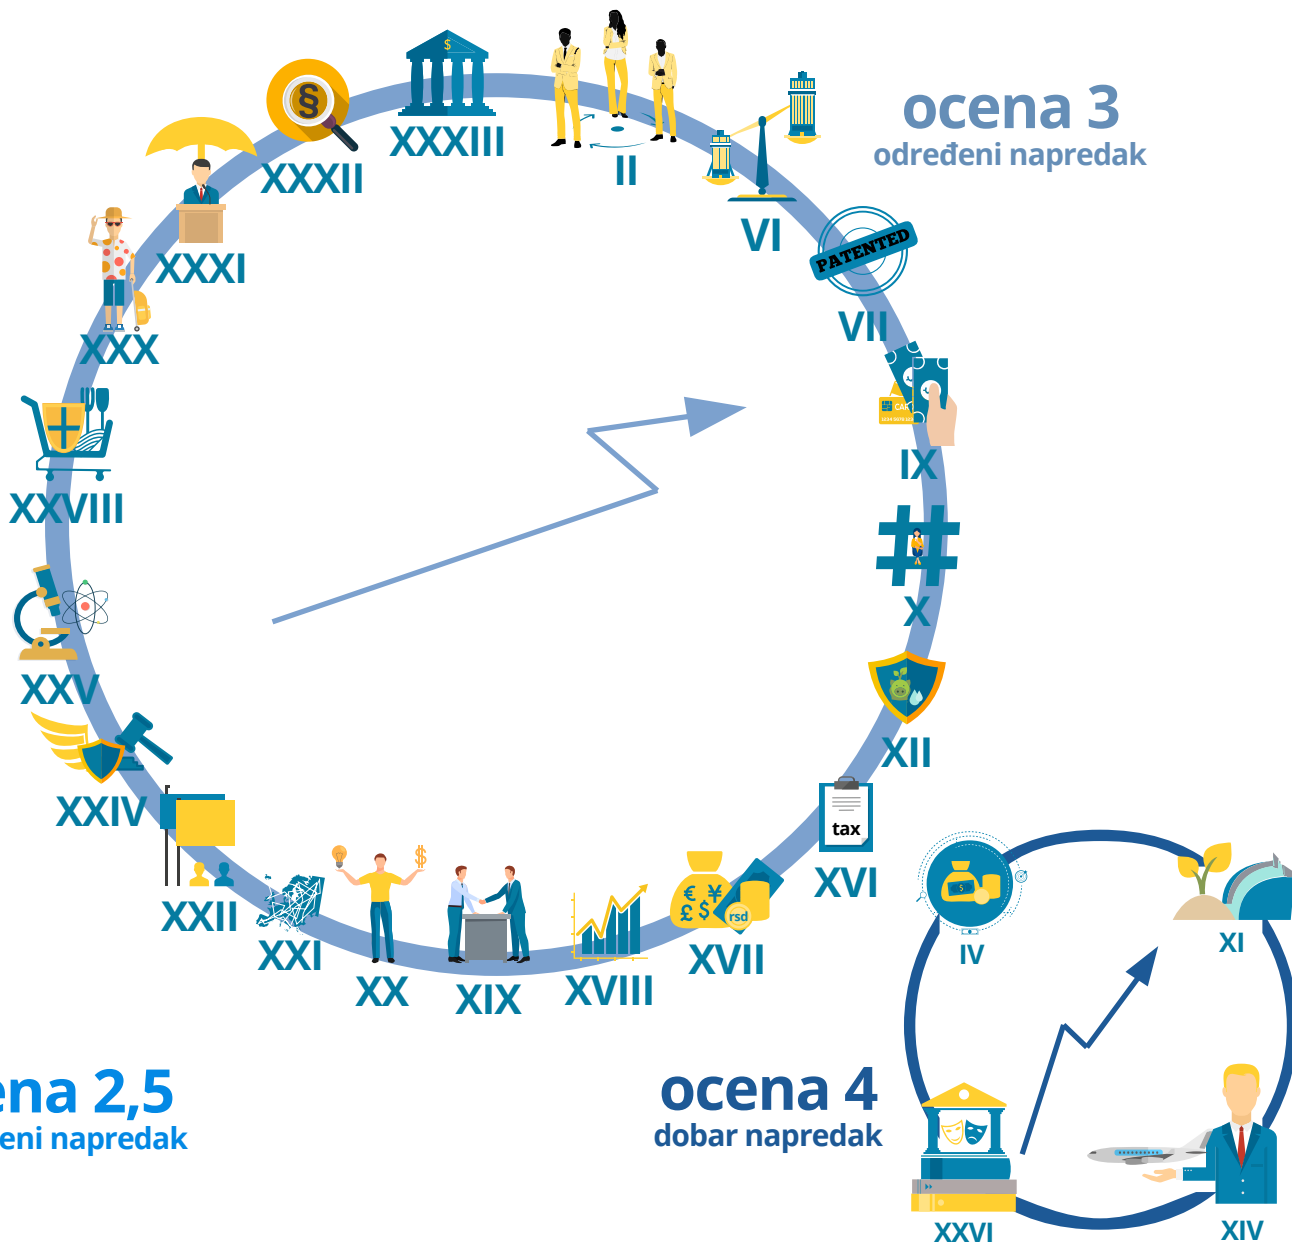 ocena 3
određeni napredak
$
XXXIII
§
XXXII
II
VI
XXXI
PATENTED
VII
XXX
CAR
IX
XXVIII
#
X
XXV
XII
XXIV
tax
XVI
XXII
XXI
XX
XIX
XVIII
€ ¥
£ $
rsd
XVII
$
$
IV
XI
ena 2,5
eni napredak
ocena 4
dobar napredak
XXVI
XIV